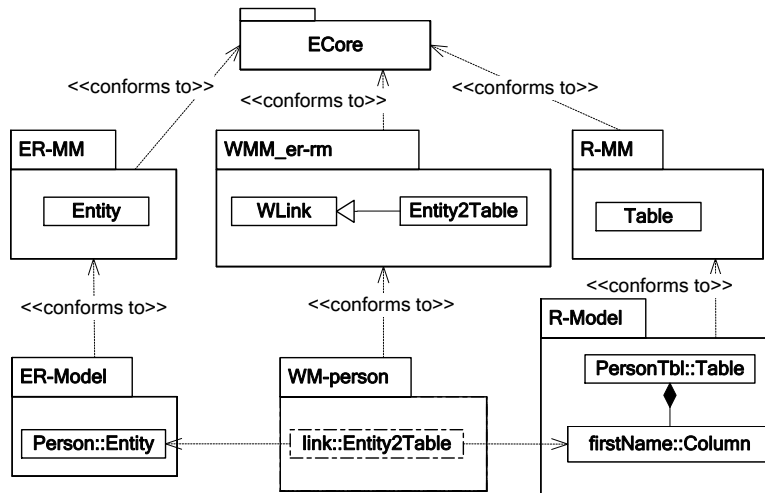 ECore
<<conforms to>>
<<conforms to>>
<<conforms to>>
ER-MM
WMM_er-rm
R-MM
Entity
WLink
Entity2Table
Table
<<conforms to>>
<<conforms to>>
<<conforms to>>
R-Model
ER-Model
WM-person
PersonTbl::Table
Person::Entity
link::Entity2Table
firstName::Column